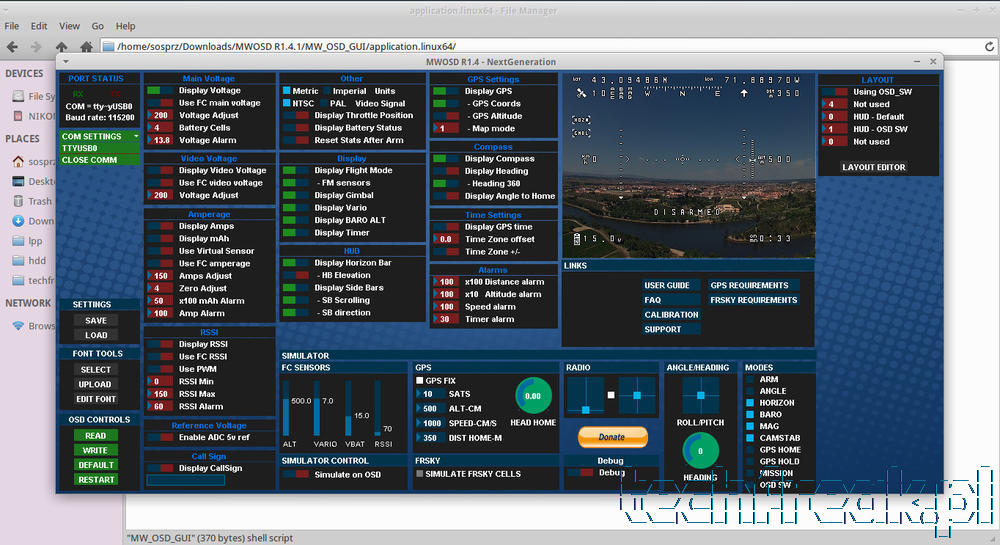 application.linux64 - File Manager
File Edit View Go Help
/home/sosprz/Downloads/MWOSD R1.4.1/MW_OSD_GUI/application.linux64/
DEVICES
File Sy
NIKON
PLACES
sosprz
Deskto
Trash
Down
lpp
hdd
techfr
NETWORK
Brows
MWOSD R1.4 - NextGeneration
PORT STATUS
RX TX
COM = tty-yUSB0
Baud rate: 115200
COM SETTINGS
TTYUSB0
CLOSE COMM
SETTINGS
SAVE
LOAD
FONT TOOLS
SELECT
UPLOAD
EDIT FONT
OSD CONTROLS
READ
WRITE
DEFAULT
RESTART
Main Voltage
Display Voltage
Use FC main voltage
200 Voltage Adjust
4 Battery Cells
13.8 Voltage Alarm
Video Voltage
Display Video Voltage
Use FC video voltage
200 Voltage Adjust
Amperage
Display Amps
Display mAh
Use Virtual Sensor
Use FC amperage
150 Amps Adjust
4 Zero Adjust
50 x100 mAh Alarm
100 Amp Alarm
RSSI
Display RSSI
Use FC RSSI
Use PWM
0 RSSI Min
150 RSSI Max
60 RSSI Alarm
Reference Voltage
Enable ADC 5v ref
Call Sign
Display CallSign
Other
Metric Imperial Units
NTSC PAL Video Signal
Display Throttle Position
Display Battery Status
Reset Stats After Arm
Display
Display Flight Mode
- FM sensors
Display Gimbal
Display Vario
Display BARO ALT
Display Timer
HUD
Display Horizon Bar
- HB Elevation
Display Side Bars
- SB Scrolling
- SB direction
GPS Settings
Display GPS
- GPS Coords
- GPS Altitude
1 - Map mode
Compass
Display Compass
Display Heading
- Heading 360
Display Angle to Home
Time Settings
Display GPS time
0.0 Time Zone offset
Time Zone +/-
Alarms
100 x100 Distance alarm
100 x10 Altitude alarm
100 Speed alarm
30 Timer alarm
43.09486N 71.88970W
W N E
350
500
DISARMED
15.0v 00:33
LINKS
USER GUIDE GPS REQUIREMENTS
FAQ FRSKY REQUIREMENTS
CALIBRATION
SUPPORT
LAYOUT
Using OSD_SW
4 Not used
0 HUD - Default
1 HUD - OSD SW
0 Not used
LAYOUT EDITOR
SIMULATOR
FC SENSORS
500.0 7.0 15.0 70
ALT VARIO VBAT RSSI
SIMULATOR CONTROL
Simulate on OSD
GPS
GPS FIX
10 SATS
500 ALT-CM
1000 SPEED-CM/S
350 DIST HOME-M
0.00
HEAD HOME
FRSKY
SIMULATE FRSKY CELLS
RADIO
Donate
Debug
Debug
ANGLE/HEADING
ROLL/PITCH
0
HEADING
MODES
ARM
ANGLE
HORIZON
BARO
MAG
CAMSTAB
GPS HOME
GPS HOLD
MISSION
OSD SW
techfreak.pl
"MW_OSD_GUI" (370 bytes) shell script